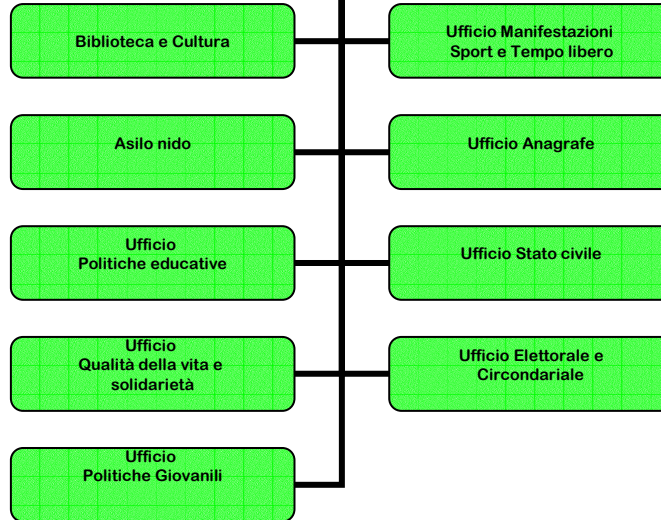 Biblioteca e Cultura
Ufficio Manifestazioni
Sport e Tempo libero
Asilo nido
Ufficio Anagrafe
Ufficio
Politiche educative
Ufficio Stato civile
Ufficio
Qualità della vita e
solidarietà
Ufficio Elettorale e
Circondariale
Ufficio
Politiche Giovanili